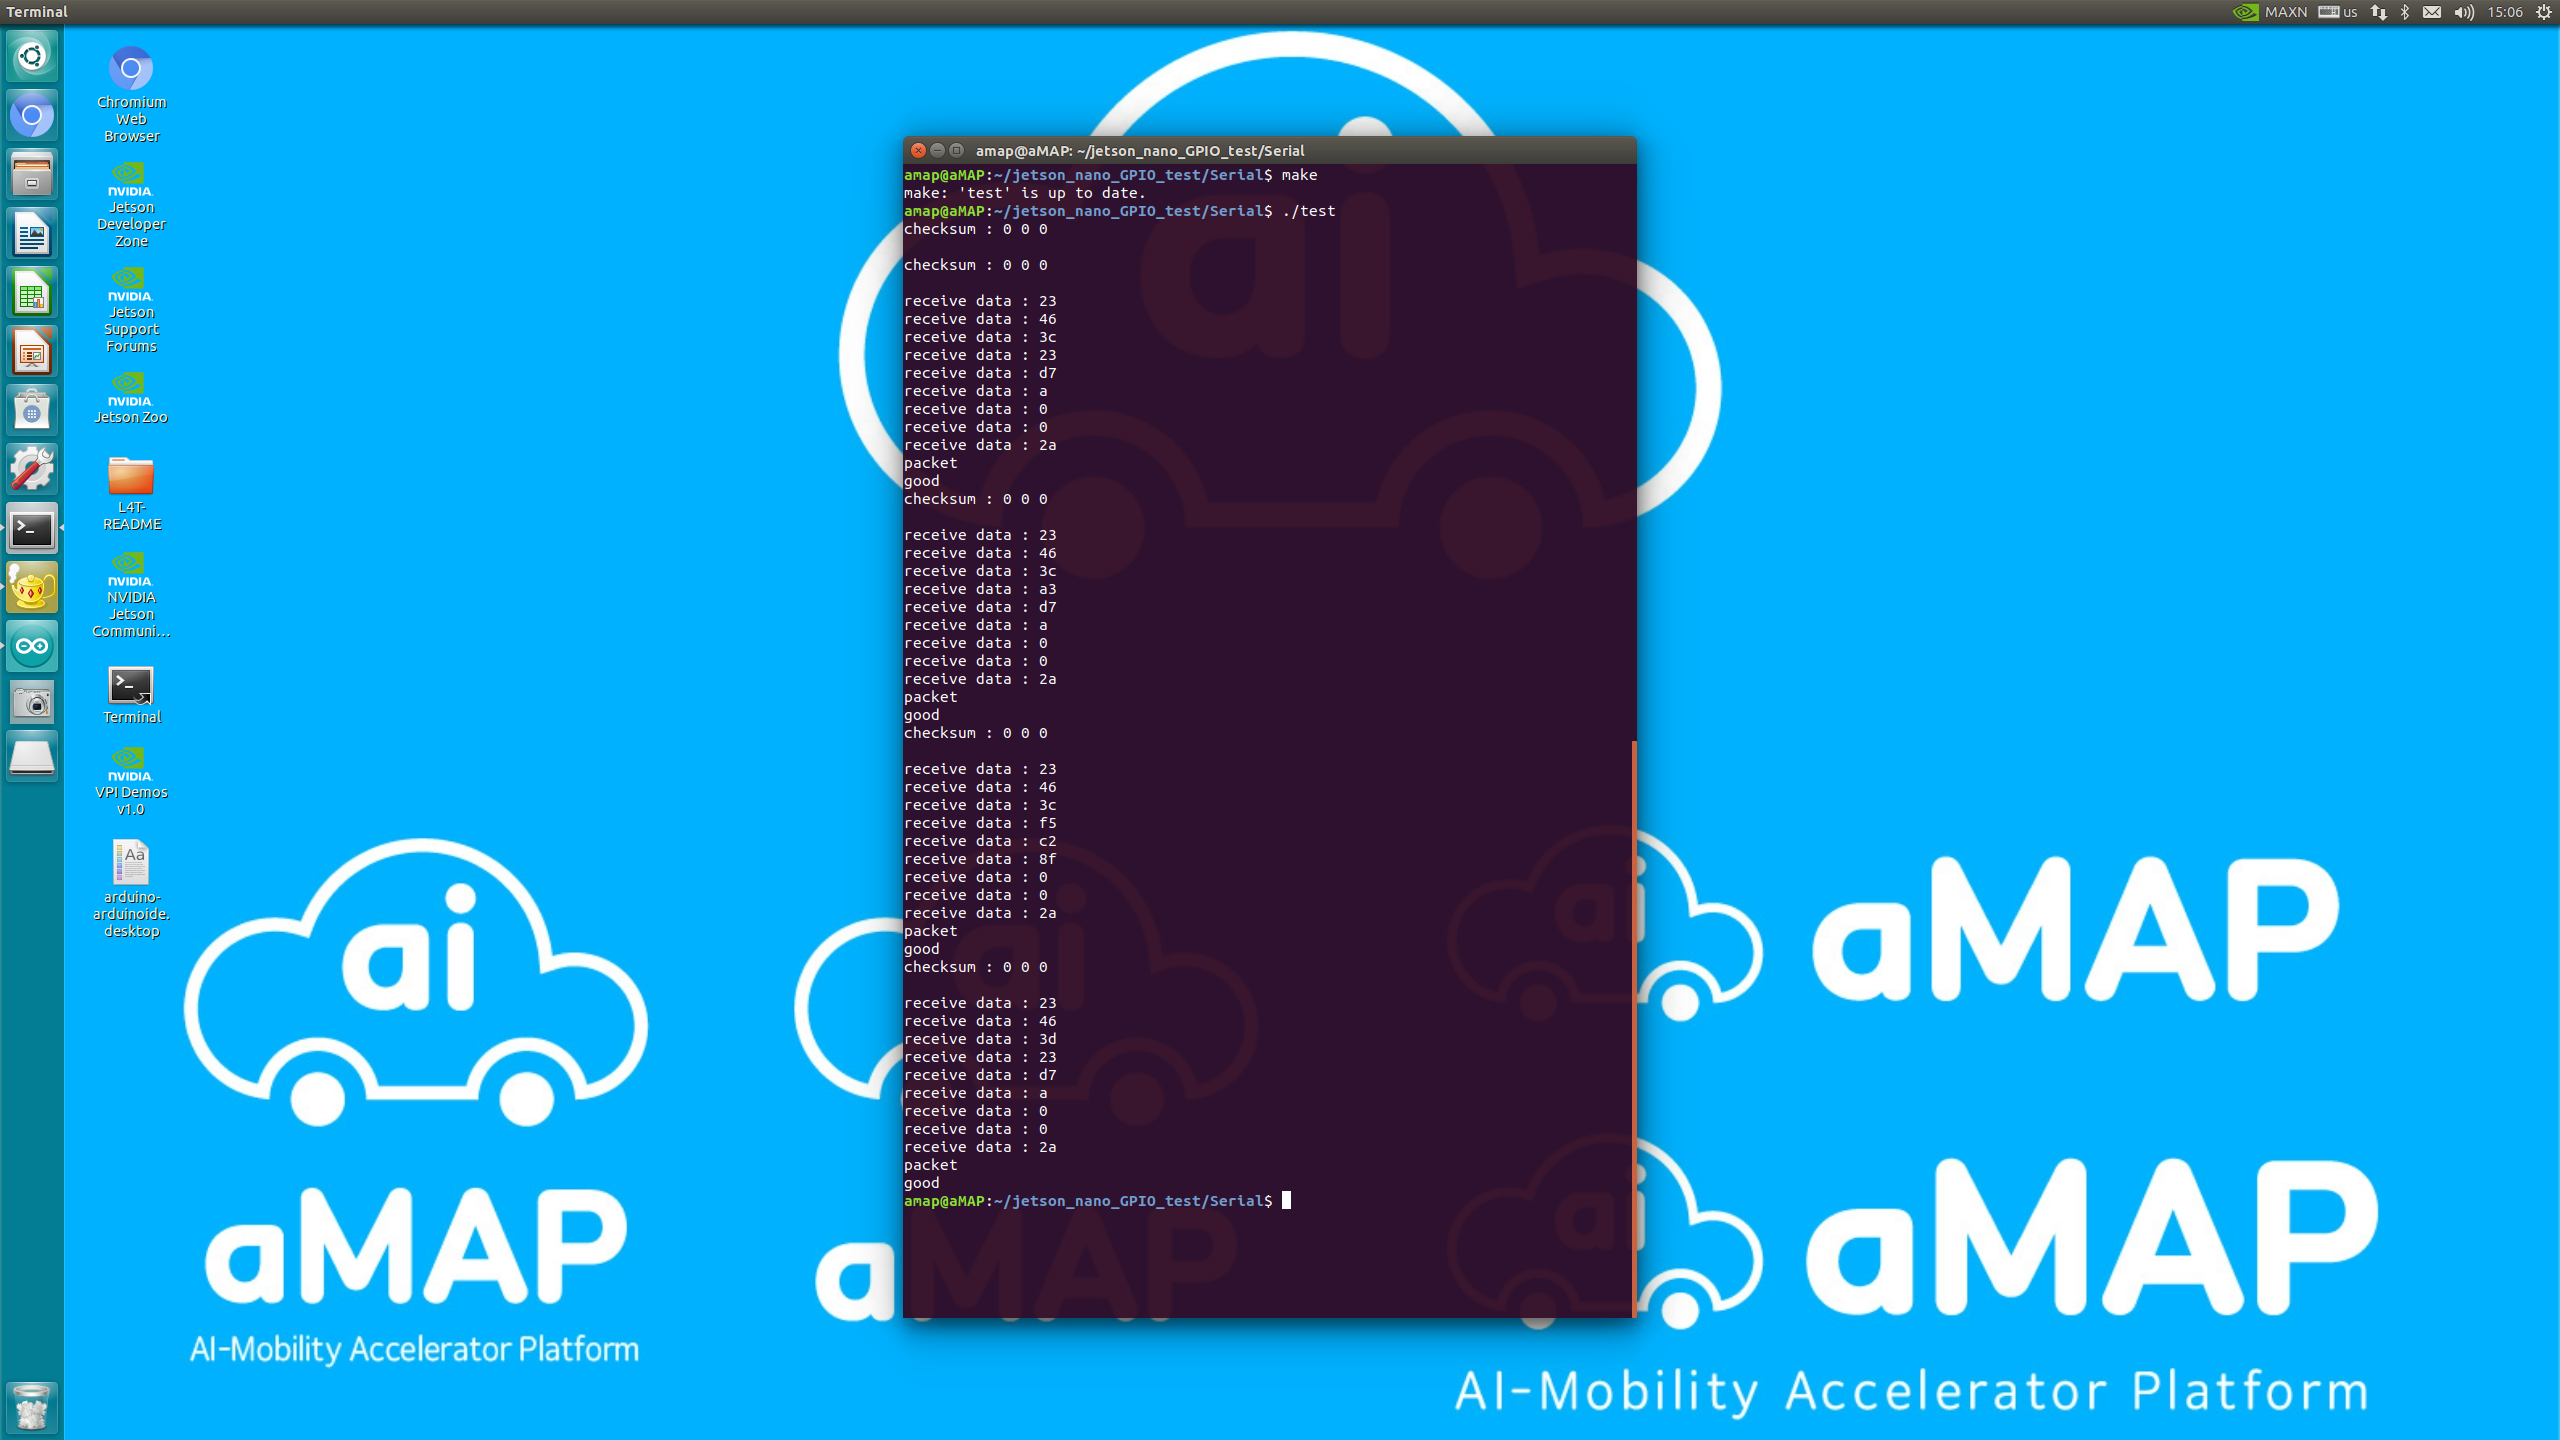 Terminal
MAXN
us
15:06
Chromium
Web
Browser
NVIDIA.
Jetson
Developer
Zone
NVIDIA.
Jetson
Support
Forums
NVIDIA.
Jetson Zoo
L4T-
README
NVIDIA.
NVIDIA
Jetson
Communi...
Terminal
NVIDIA.
VPI Demos
v1.0
Aa
arduino-
arduinoide.
desktop
amap@aMAP: ~/jetson_nano_GPIO_test/Serial
amap@aMAP:~/jetson_nano_GPIO_test/Serial$ make
make: 'test' is up to date.
amap@aMAP:~/jetson_nano_GPIO_test/Serial$ ./test
checksum : 0 0 0
checksum : 0 0 0
receive data : 23
receive data : 46
receive data : 3c
receive data : 23
receive data : d7
receive data : a
receive data : 0
receive data : 0
receive data : 2a
packet
good
checksum : 0 0 0
receive data : 23
receive data : 46
receive data : 3c
receive data : a3
receive data : d7
receive data : a
receive data : 0
receive data : 0
receive data : 2a
packet
good
checksum : 0 0 0
receive data : 23
receive data : 46
receive data : 3c
receive data : f5
receive data : c2
receive data : 8f
receive data : 0
receive data : 0
receive data : 2a
packet
good
checksum : 0 0 0
receive data : 23
receive data : 46
receive data : 3d
receive data : 23
receive data : d7
receive data : a
receive data : 0
receive data : 0
receive data : 2a
packet
good
amap@aMAP:~/jetson_nano_GPIO_test/Serial$
ai
ai
aMAP
AI-Mobility Accelerator Platform
ai
aMAP
ai
aMAP
ai
aMAP
AI-Mobility Accelerator Platform